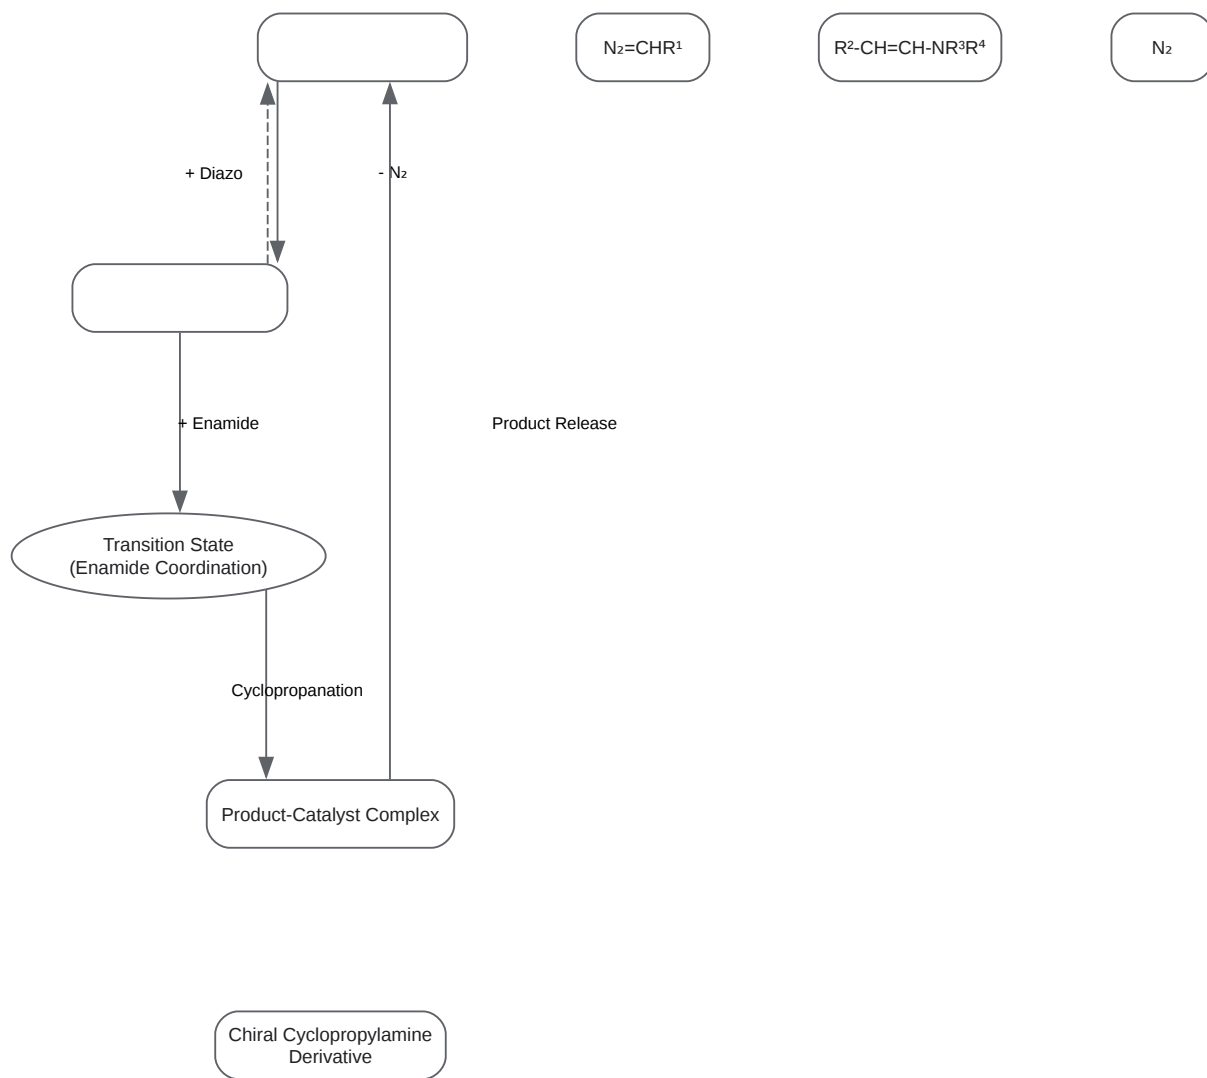 N₂=CHR¹
R²-CH=CH-NR³R⁴
N₂
+ Diazo
- N₂
+ Enamide
Product Release
Transition State
(Enamide Coordination)
Cyclopropanation
Product-Catalyst Complex
Chiral Cyclopropylamine
Derivative